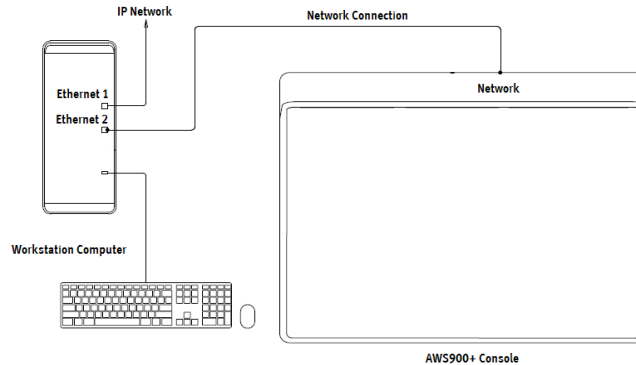 IP Network
Network Connection
Ethernet 1
Network
Ethernet 2
Workstation Computer
AWS900+ Console